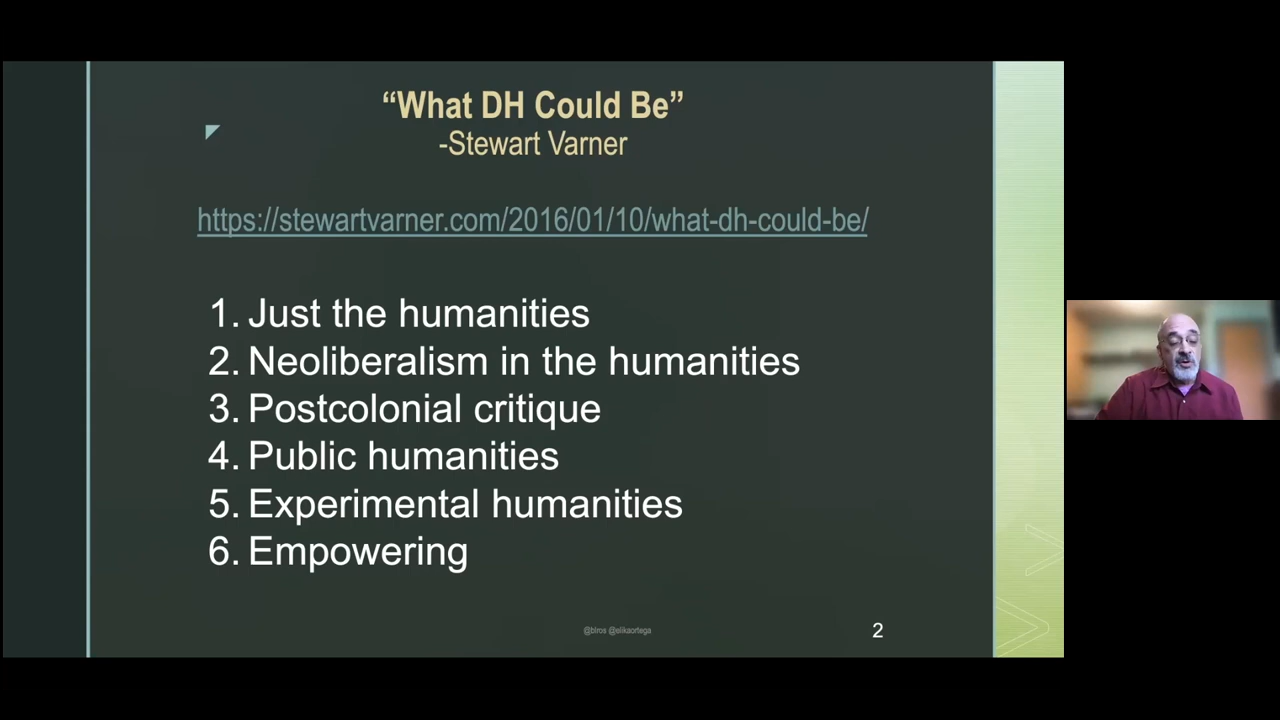 “What DH Could Be”
-Stewart Varner
https://stewartvarner.com/2016/01/10/what-dh-could-be/
1. Just the humanities
2. Neoliberalism in the humanities
3. Postcolonial critique
4. Public humanities
5. Experimental humanities
6. Empowering
@blros @elikaortega
2